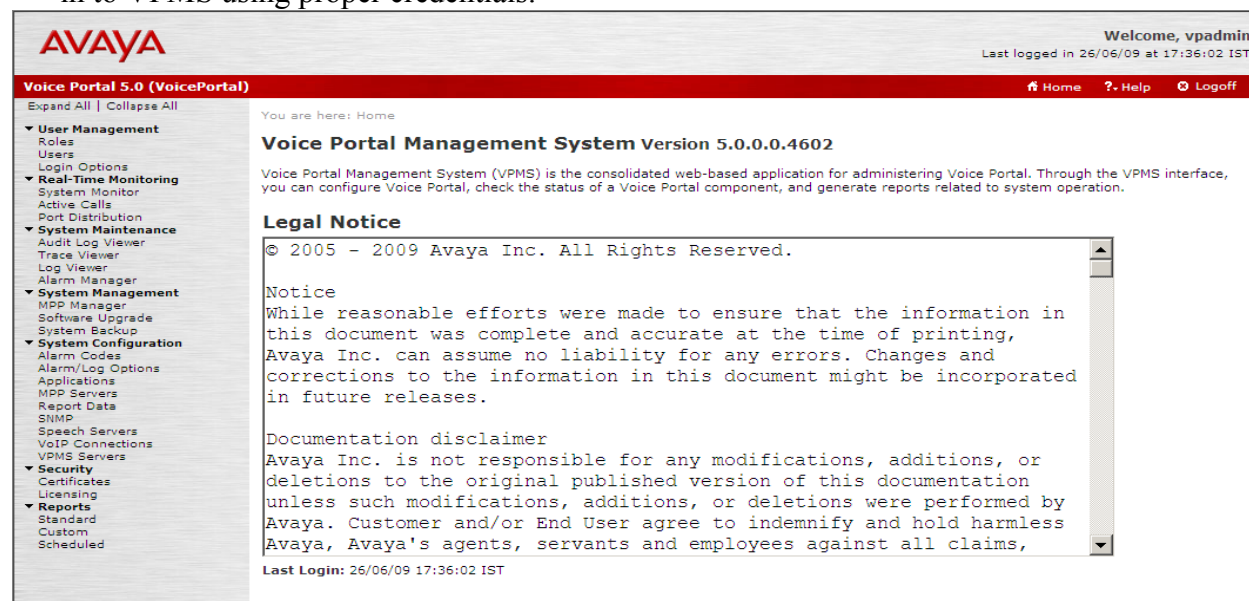 in to VPMS using proper credentials.
AVAYA
Welcome, vpadmin
Last logged in 26/06/09 at 17:36:02 IST
Voice Portal 5.0 (VoicePortal)
Home ? Help Logoff
Expand All | Collapse All
▼ User Management
Roles
Users
Login Options
▼ Real-Time Monitoring
System Monitor
Active Calls
Port Distribution
▼ System Maintenance
Audit Log Viewer
Trace Viewer
Log Viewer
Alarm Manager
▼ System Management
MPP Manager
Software Upgrade
System Backup
▼ System Configuration
Alarm Codes
Alarm/Log Options
Applications
MPP Servers
Report Data
SNMP
Speech Servers
VoIP Connections
VPMS Servers
▼ Security
Certificates
Licensing
▼ Reports
Standard
Custom
Scheduled
You are here: Home
Voice Portal Management System Version 5.0.0.0.4602
Voice Portal Management System (VPMS) is the consolidated web-based application for administering Voice Portal. Through the VPMS interface,
you can configure Voice Portal, check the status of a Voice Portal component, and generate reports related to system operation.
Legal Notice
© 2005 - 2009 Avaya Inc. All Rights Reserved.
Notice
While reasonable efforts were made to ensure that the information in
this document was complete and accurate at the time of printing,
Avaya Inc. can assume no liability for any errors. Changes and
corrections to the information in this document might be incorporated
in future releases.
Documentation disclaimer
Avaya Inc. is not responsible for any modifications, additions, or
deletions to the original published version of this documentation
unless such modifications, additions, or deletions were performed by
Avaya. Customer and/or End User agree to indemnify and hold harmless
Avaya, Avaya's agents, servants and employees against all claims,
Last Login: 26/06/09 17:36:02 IST